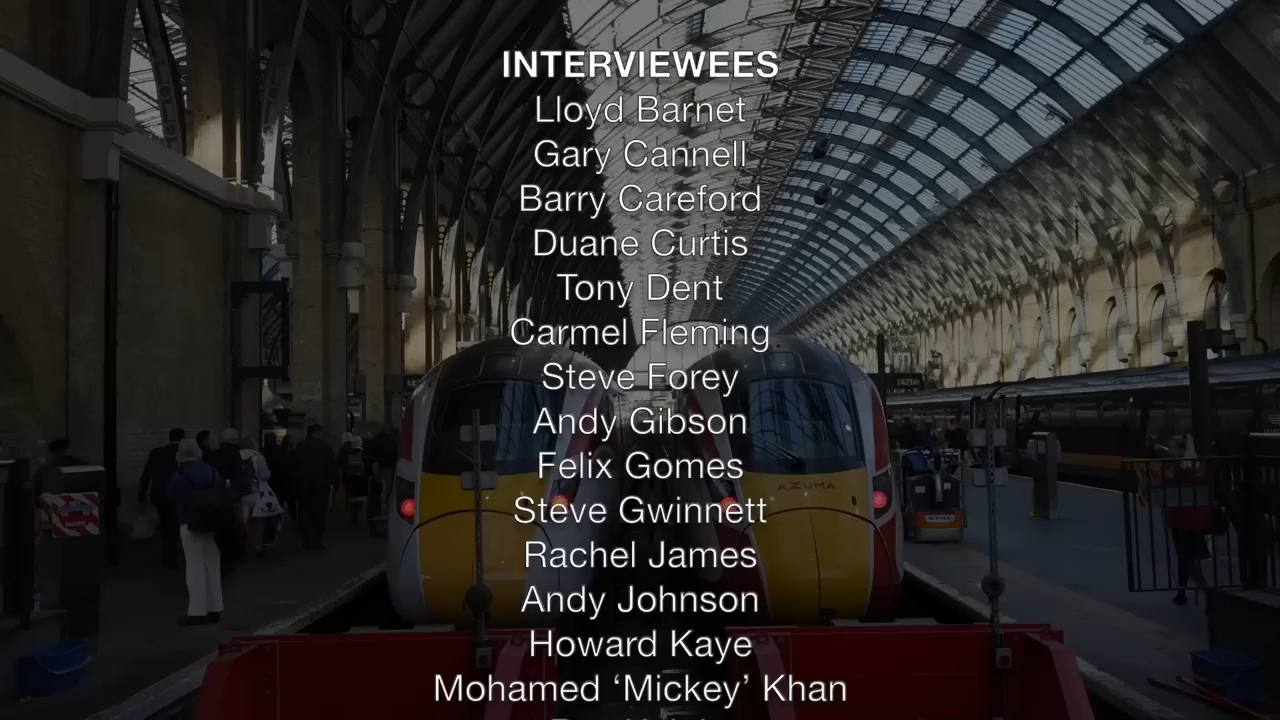 INTERVIEWEES
Lloyd Barnet
Gary Cannell
Barry Careford
Duane Curtis
Tony Dent
Carmel Fleming
Steve Forey
Andy Gibson
Felix Gomes
AZUMA
Steve Gwinnett
Rachel James
Andy Johnson
Howard Kaye
Mohamed ‘Mickey’ Khan